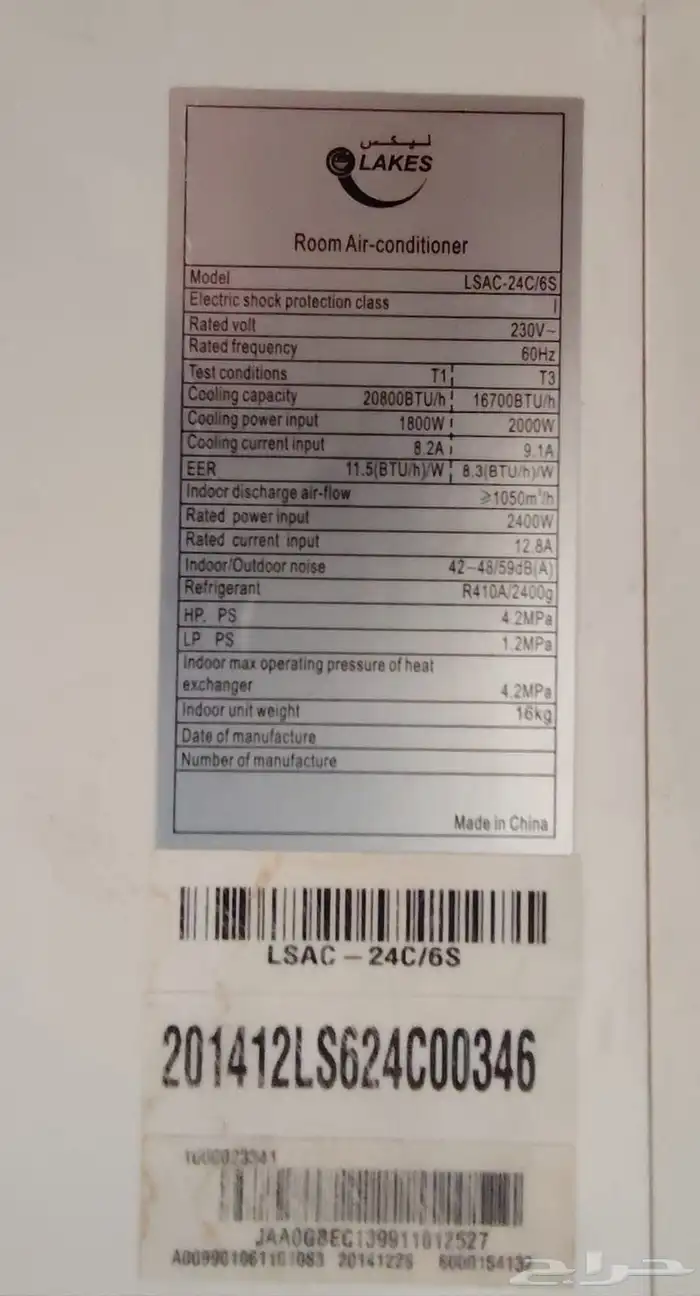 ليكس
LAKES
Room Air-conditioner
Model LSAC-24C/6S
Electric shock protection class I
Rated volt 230V~
Rated frequency 60Hz
Test conditions T1 T3
Cooling capacity 20800BTU/h 16700BTU/h
Cooling power input 1800W 2000W
Cooling current input 8.2A 9.1A
EER 11.5(BTU/h)/W 8.3(BTU/h)/W
Indoor discharge air-flow ≥1050m³/h
Rated power input 2400W
Rated current input 12.8A
Indoor/Outdoor noise 42-48/59dB(A)
Refrigerant R410A/2400g
HP. PS 4.2MPa
LP PS 1.2MPa
Indoor max operating pressure of heat
exchanger 4.2MPa
Indoor unit weight 16kg
Date of manufacture
Number of manufacture
Made in China
LSAC-24C/6S
201412LS624C00346
JAA0G8EC139911012527
20141226
حراج